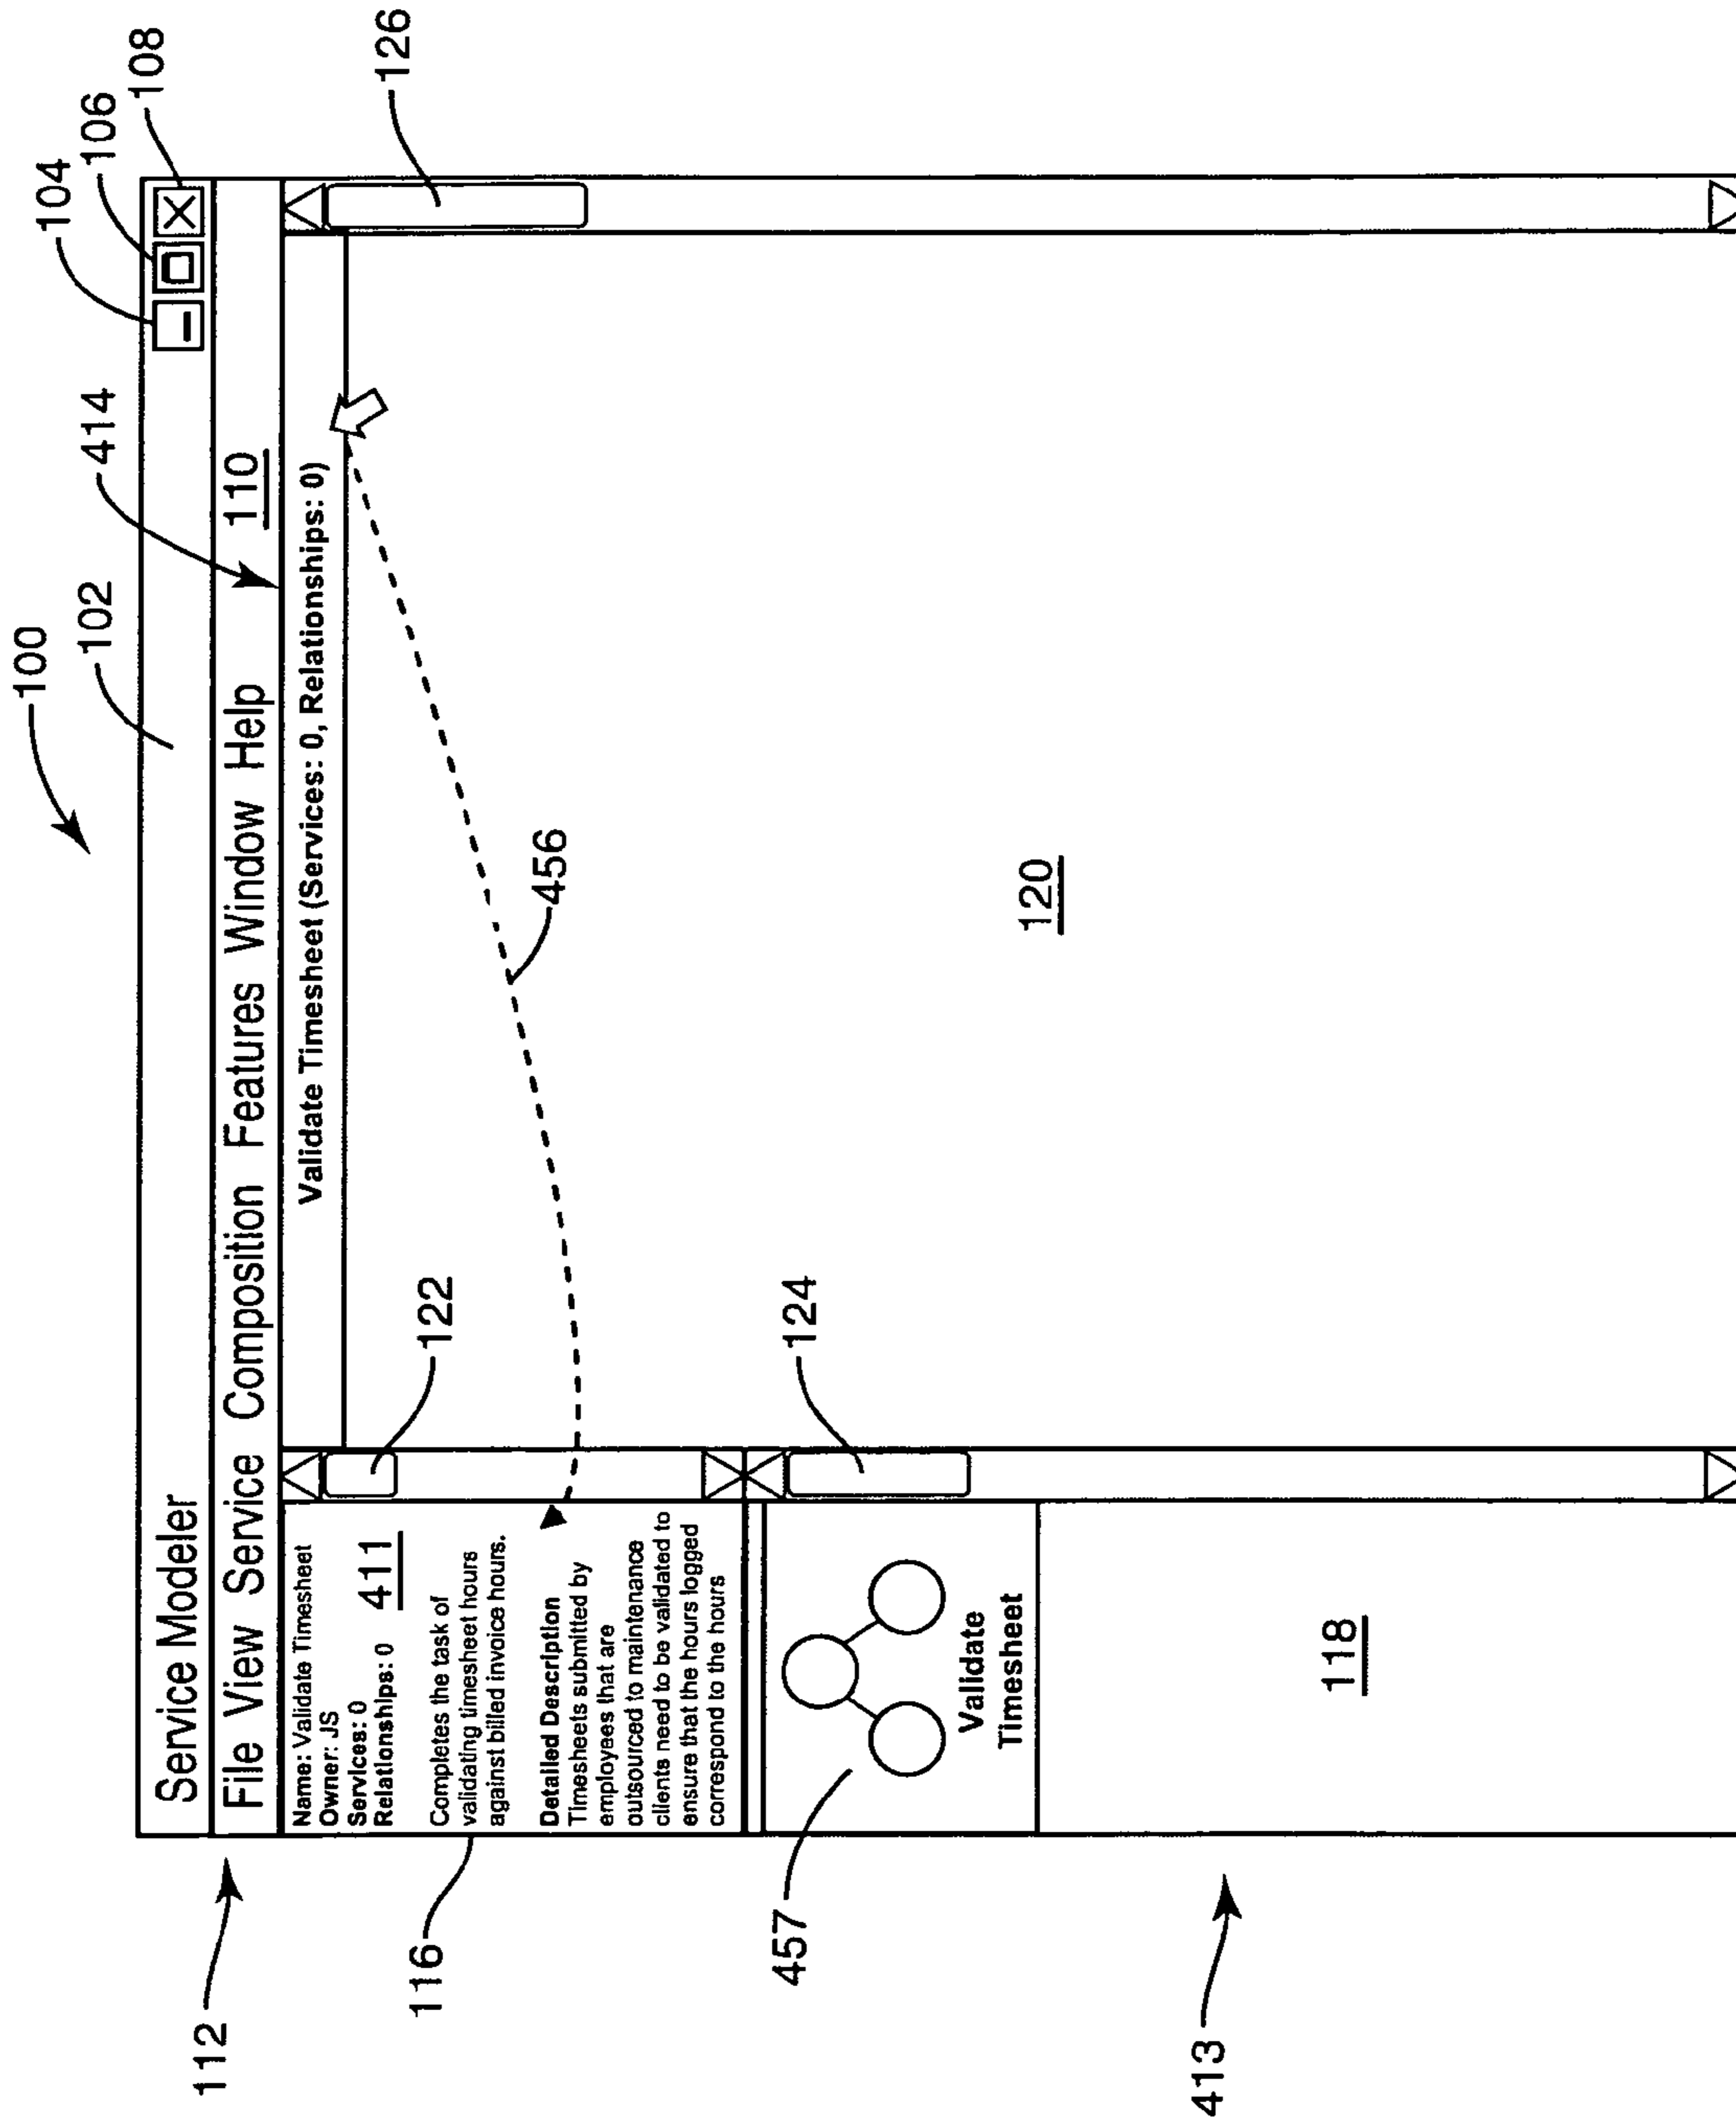 100
102
414
104
106
108
126
Service Modeler
112
File View Service Composition Features Window Help
110
Validate Timesheet (Services: 0, Relationships: 0)
Name: Validate Timesheet
Owner: JS
Services: 0
Relationships: 0
411
Completes the task of
validating timesheet hours
against billed invoice hours.
Detailed Description
Timesheets submitted by
employees that are
outsourced to maintenance
clients need to be validated to
ensure that the hours logged
correspond to the hours
116
122
456
124
457
Validate
Timesheet
120
118
413